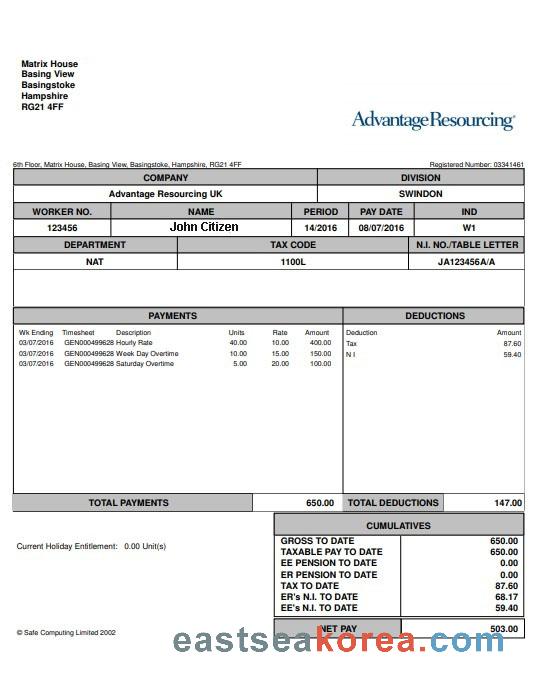 Matrix House
Basing View
Basingstoke
Hampshire
RG21 4FF
AdvantageResourcing
6th Floor, Matrix House, Basing View, Basingstoke, Hampshire, RG21 4FF Registered Number: 03341461
COMPANY DIVISION
Advantage Resourcing UK SWINDON
WORKER NO. NAME PERIOD PAY DATE IND
123456 John Citizen 14/2016 08/07/2016 W1
DEPARTMENT TAX CODE N.I. NO./TABLE LETTER
NAT 1100L JA123456A/A
PAYMENTS DEDUCTIONS
Wk Ending Timesheet Description Units Rate Amount Deduction Amount
03/07/2016 GEN000499628 Hourly Rate 40.00 10.00 400.00 Tax 87.60
03/07/2016 GEN000499628 Week Day Overtime 10.00 15.00 150.00 N I 59.40
03/07/2016 GEN000499628 Saturday Overtime 5.00 20.00 100.00
TOTAL PAYMENTS 650.00 TOTAL DEDUCTIONS 147.00
CUMULATIVES
Current Holiday Entitlement: 0.00 Unit(s)
GROSS TO DATE 650.00
TAXABLE PAY TO DATE 650.00
EE PENSION TO DATE 0.00
ER PENSION TO DATE 0.00
TAX TO DATE 87.60
ER's N.I. TO DATE 68.17
EE's N.I. TO DATE 59.40
NET PAY 503.00
© Safe Computing Limited 2002
eastseakorea.com